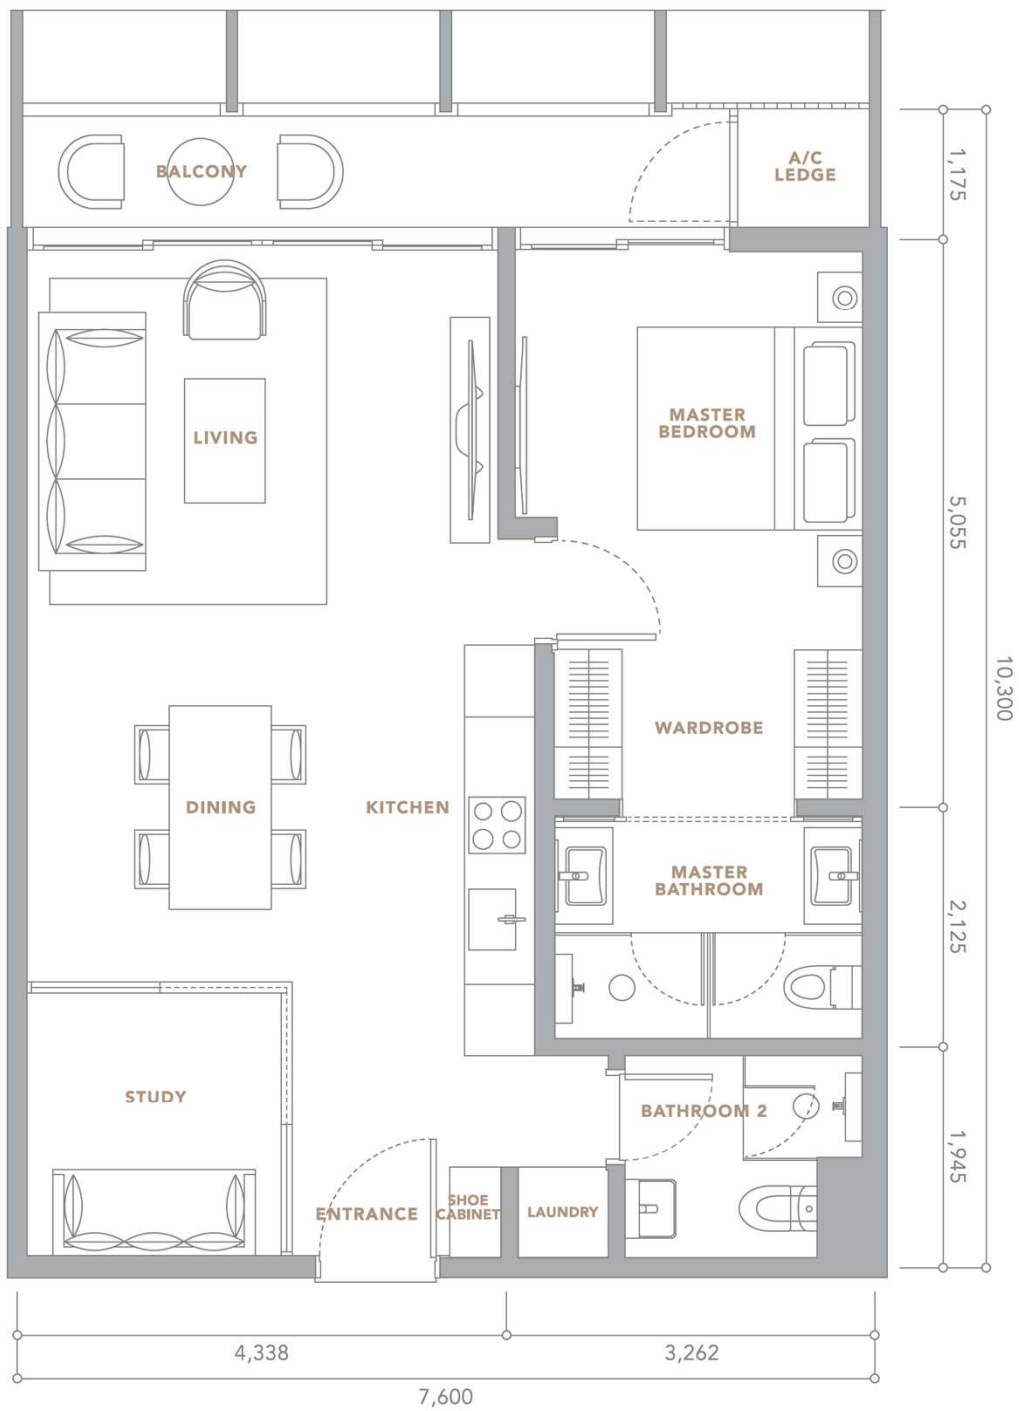 BALCONY
A/C
LEDGE
1,175
MASTER
BEDROOM
LIVING
5,055
10,300
WARDROBE
DINING
KITCHEN
MASTER
BATHROOM
2,125
STUDY
BATHROOM 2
1,945
SHOE
CABINET
ENTRANCE
LAUNDRY
4,338
3,262
7,600